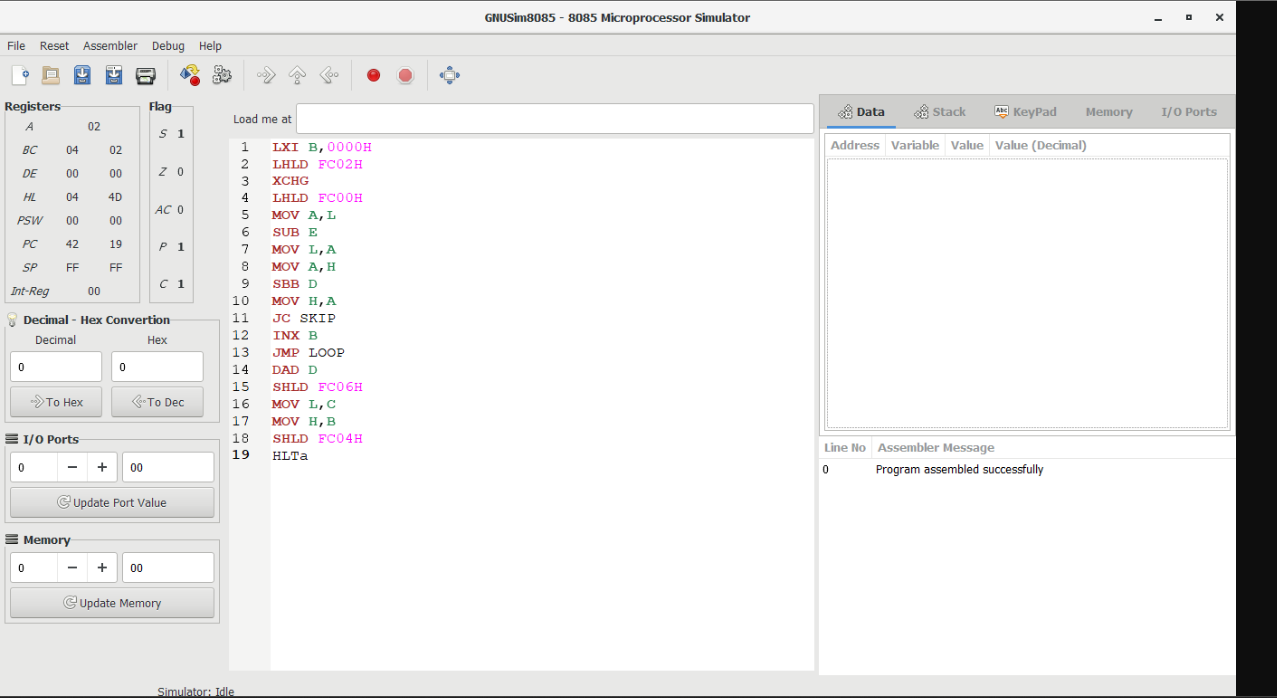 GNUSim8085 - 8085 Microprocessor Simulator
File Reset Assembler Debug Help
Registers
A 02
BC 04 02
DE 00 00
HL 04 4D
PSW 00 00
PC 42 19
SP FF FF
Int-Reg 00
Flag
S 1
Z 0
AC 0
P 1
C 1
Decimal - Hex Convertion
Decimal Hex
0 0
To Hex To Dec
I/O Ports
0 − + 00
Update Port Value
Memory
0 − + 00
Update Memory
Load me at
1 LXI B,0000H
2 LHLD FC02H
3 XCHG
4 LHLD FC00H
5 MOV A,L
6 SUB E
7 MOV L,A
8 MOV A,H
9 SBB D
10 MOV H,A
11 JC SKIP
12 INX B
13 JMP LOOP
14 DAD D
15 SHLD FC06H
16 MOV L,C
17 MOV H,B
18 SHLD FC04H
19 HLTa
Data Stack Abc KeyPad Memory I/O Ports
Address Variable Value Value (Decimal)
Line No Assembler Message
0 Program assembled successfully
Simulator: Idle